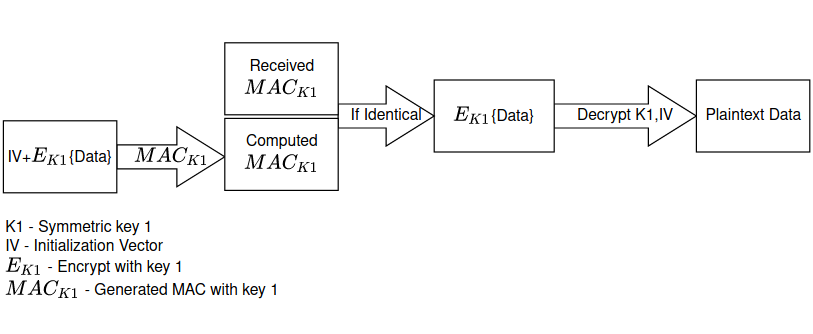 Received
MAC_{K1}
Computed
MAC_{K1}
IV+E_{K1}{Data}
MAC_{K1}
If Identical
E_{K1}{Data}
Decrypt K1,IV
Plaintext Data
K1 - Symmetric key 1
IV - Initialization Vector
E_{K1} - Encrypt with key 1
MAC_{K1} - Generated MAC with key 1